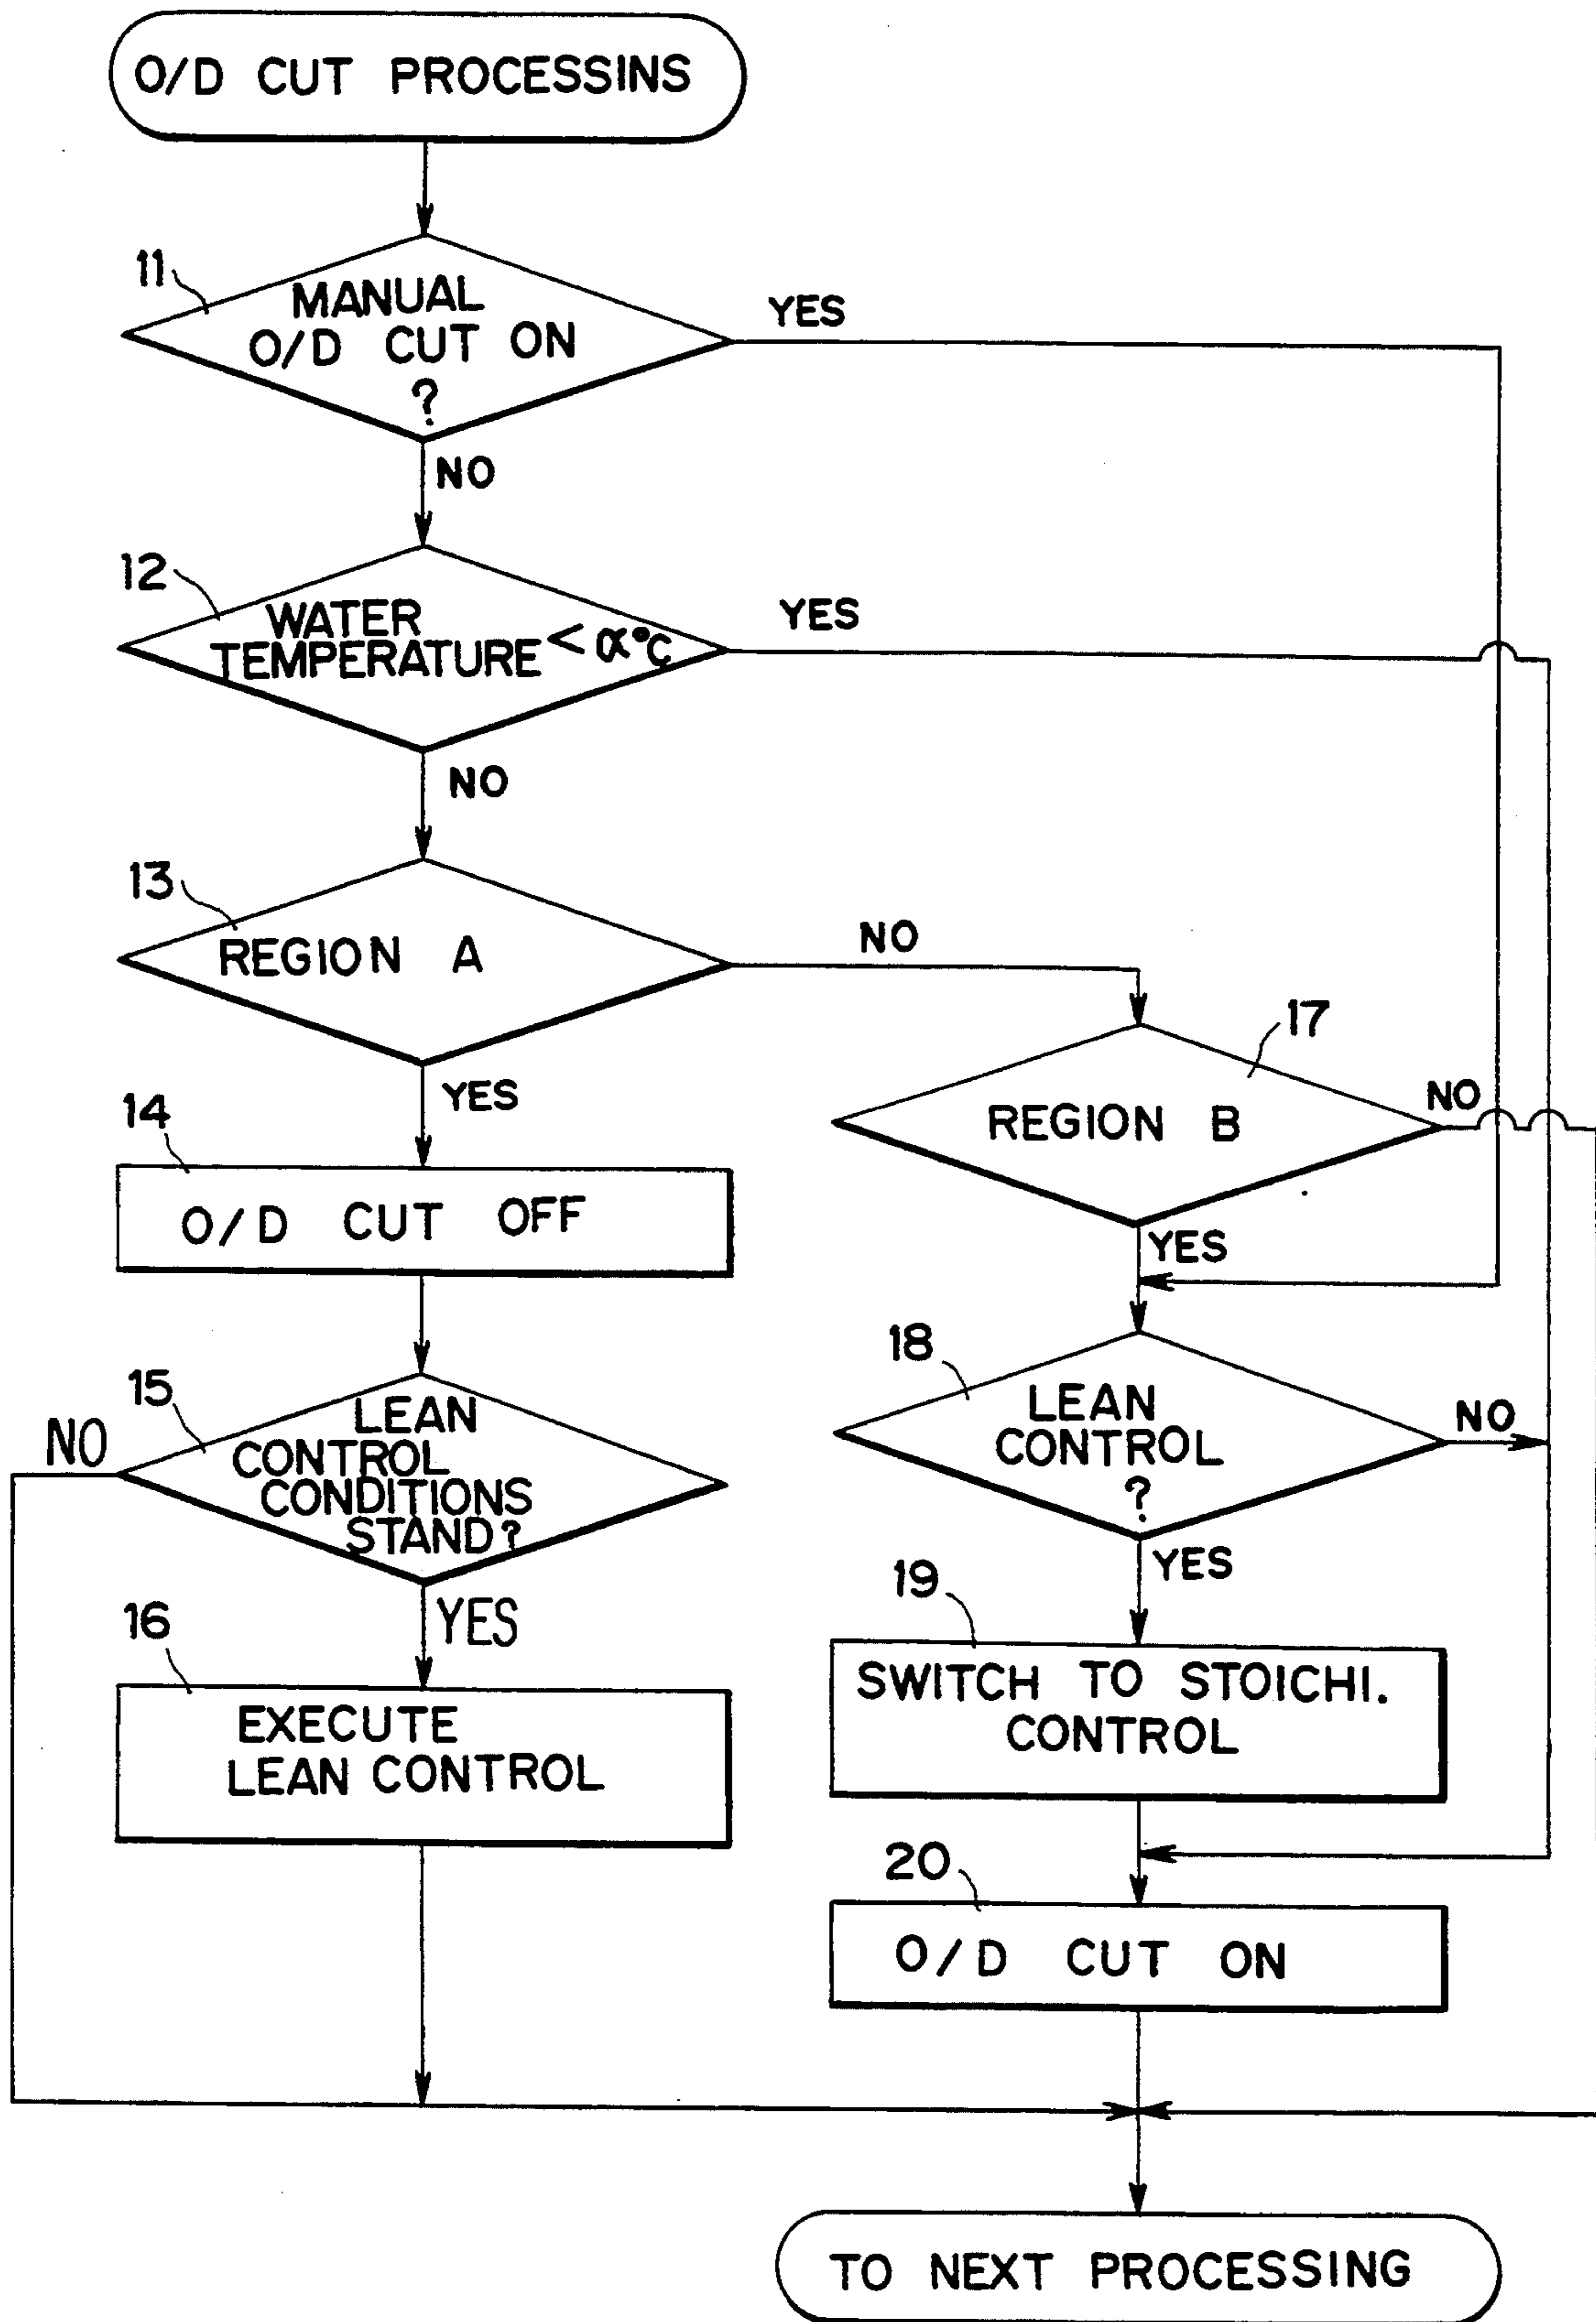 O/D CUT PROCESSINS
11
MANUAL
O/D CUT ON
?
YES
NO
12
WATER
TEMPERATURE < α°C
YES
NO
13
REGION A
NO
YES
17
REGION B
NO
YES
14
O/D CUT OFF
15
LEAN
CONTROL
CONDITIONS
STAND?
NO
YES
18
LEAN
CONTROL
?
NO
YES
16
EXECUTE
LEAN CONTROL
19
SWITCH TO STOICHI.
CONTROL
20
O/D CUT ON
TO NEXT PROCESSING